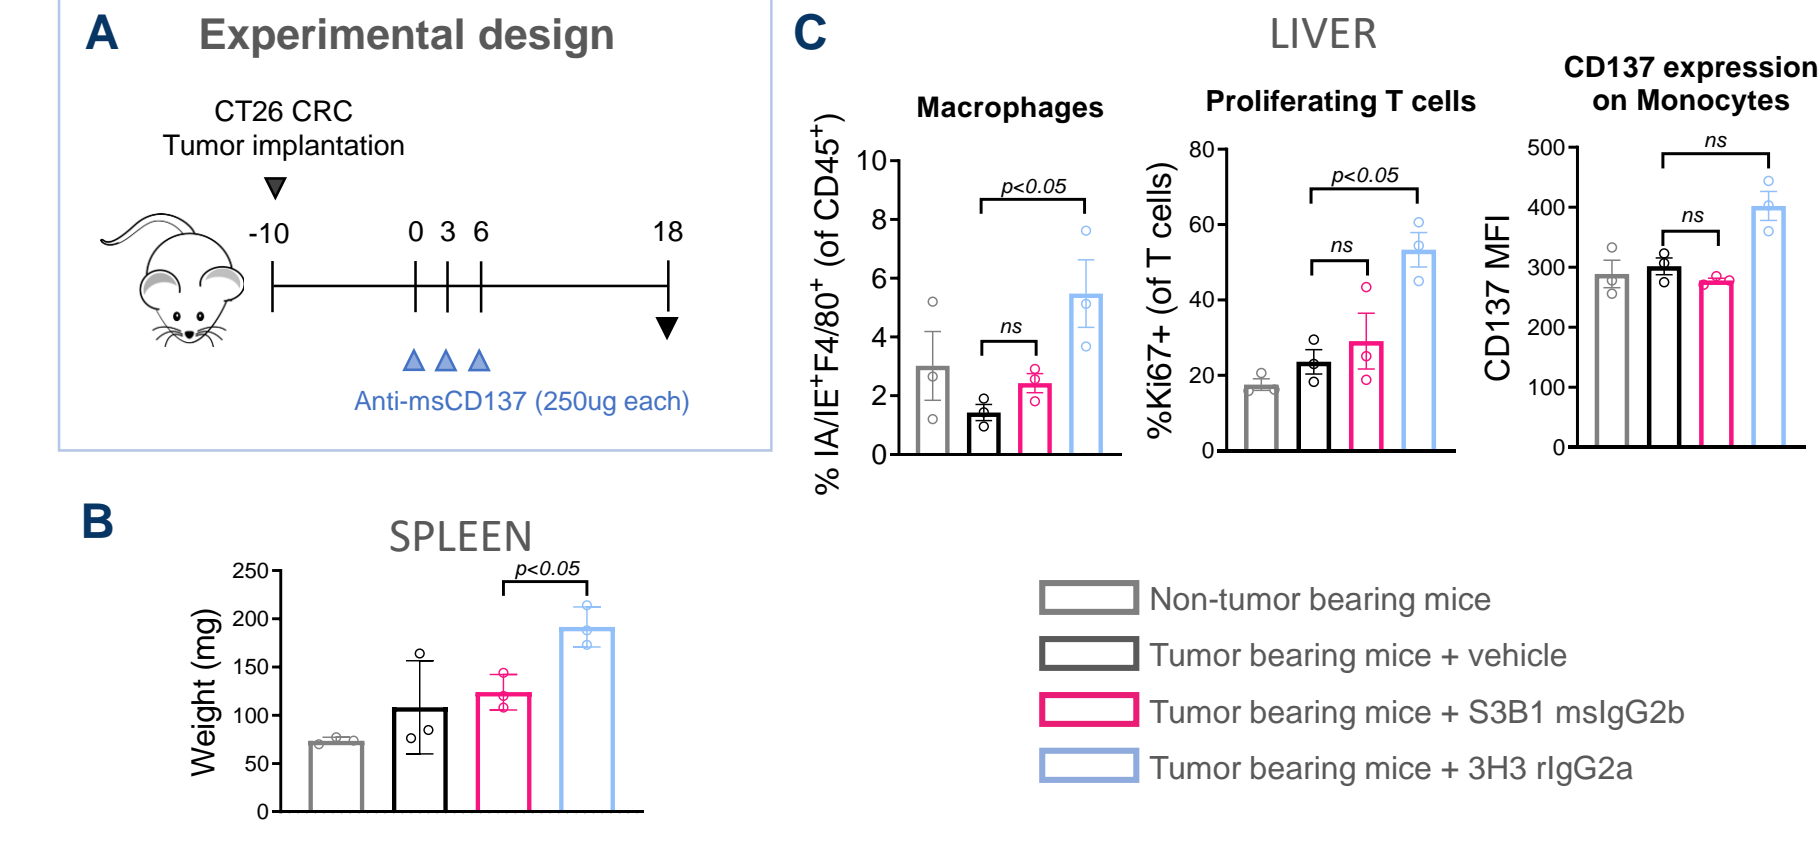 A
Experimental design
CT26 CRC
Tumor implantation
-10
0 3 6
18
Anti-msCD137 (250ug each)
B
SPLEEN
Weight (mg)
250
200
150
100
50
0
p<0.05
C
LIVER
Macrophages
% IA/IE+F4/80+ (of CD45+)
10
8
6
4
2
0
p<0.05
ns
Proliferating T cells
%Ki67+ (of T cells)
80
60
40
20
0
p<0.05
ns
CD137 expression
on Monocytes
CD137 MFI
500
400
300
200
100
0
ns
ns
Non-tumor bearing mice
Tumor bearing mice + vehicle
Tumor bearing mice + S3B1 msIgG2b
Tumor bearing mice + 3H3 rIgG2a